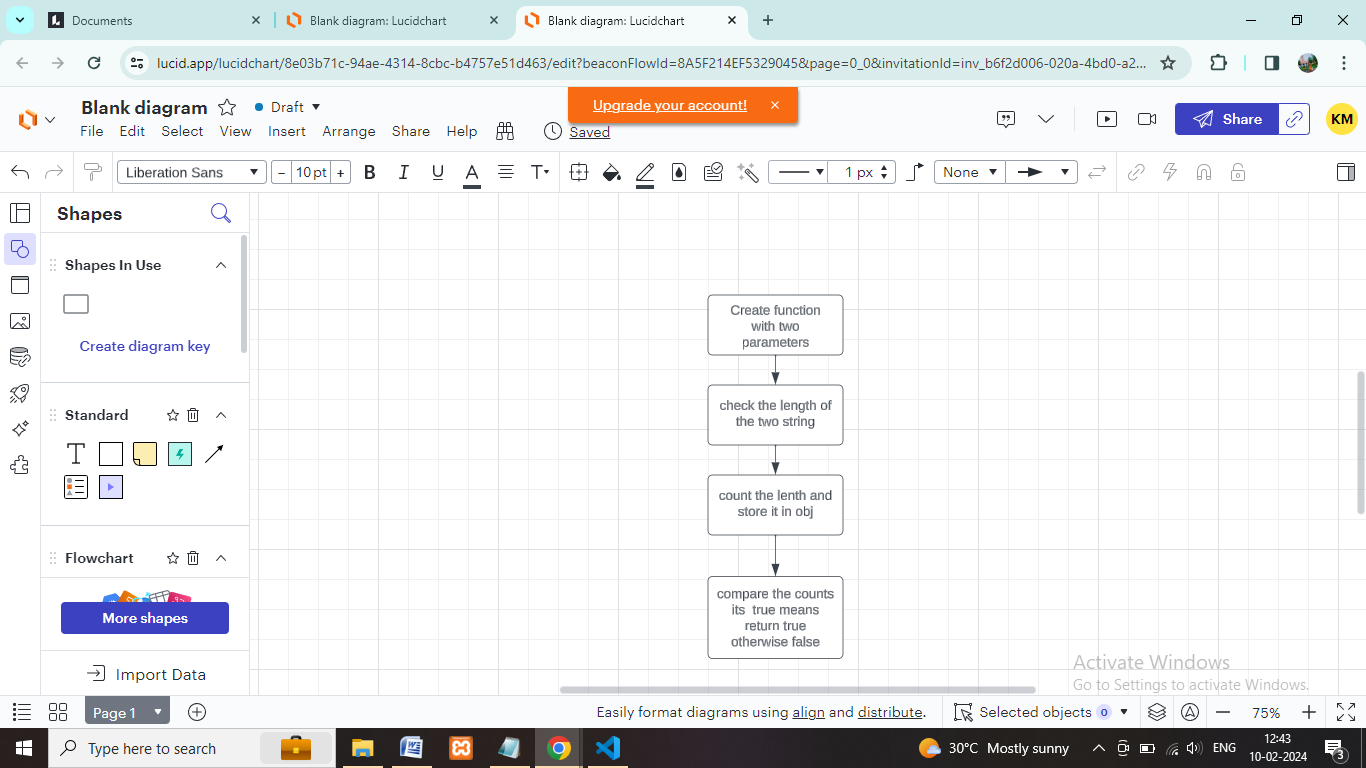 Documents
Blank diagram: Lucidchart
Blank diagram: Lucidchart
lucid.app/lucidchart/8e03b71c-94ae-4314-8cbc-b4757e51d463/edit?beaconFlowId=8A5F214EF5329045&page=0_0&invitationId=inv_b6f2d006-020a-4bd0-a2...
Blank diagram
Draft
Upgrade your account!
File Edit Select View Insert Arrange Share Help
Saved
Share
KM
Liberation Sans
− 10 pt +
B I U A T
1 px
None
Shapes
Shapes In Use
Create diagram key
Standard
T
Flowchart
More shapes
Import Data
Create function
with two
parameters
check the length of
the two string
count the lenth and
store it in obj
compare the counts
its true means
return true
otherwise false
Activate Windows
Go to Settings to activate Windows.
Page 1
Easily format diagrams using align and distribute.
Selected objects 0
75%
Type here to search
30°C Mostly sunny
ENG
12:43
10-02-2024
3